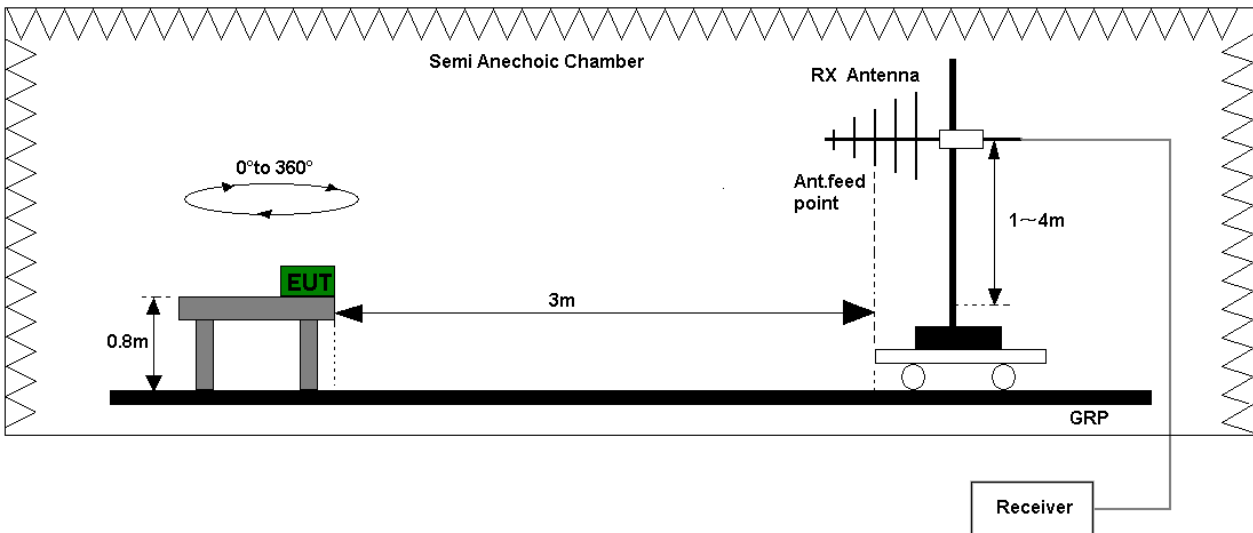 Semi Anechoic Chamber
RX Antenna
0°to 360°
Ant.feed
point
1～4m
EUT
3m
0.8m
GRP
Receiver